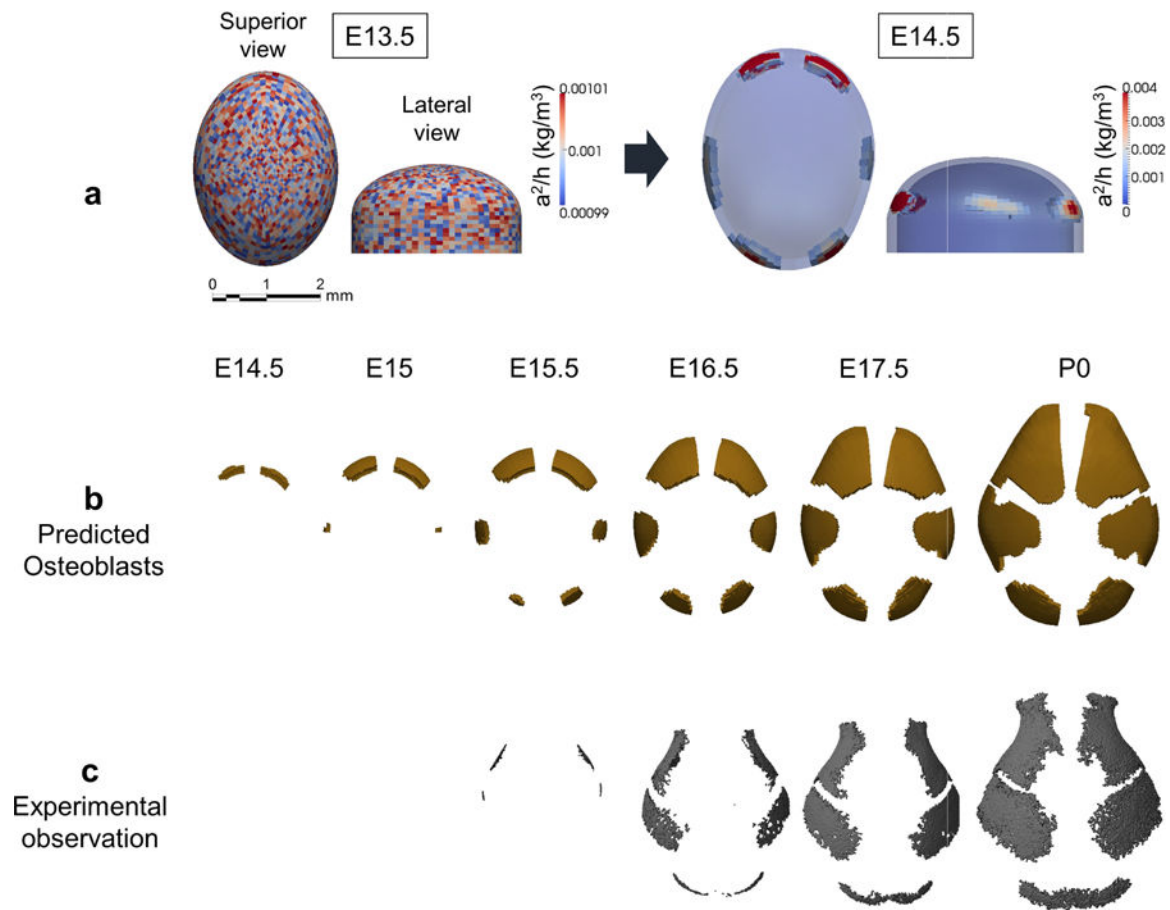 Superior
view
E13.5
E14.5
Lateral
view
a²/h (kg/m³)
0.00101
0.001
0.00099
a²/h (kg/m³)
0.004
0.003
0.002
0.001
0
a
0 1 2
mm
E14.5 E15 E15.5 E16.5 E17.5 P0
b
Predicted
Osteoblasts
c
Experimental
observation